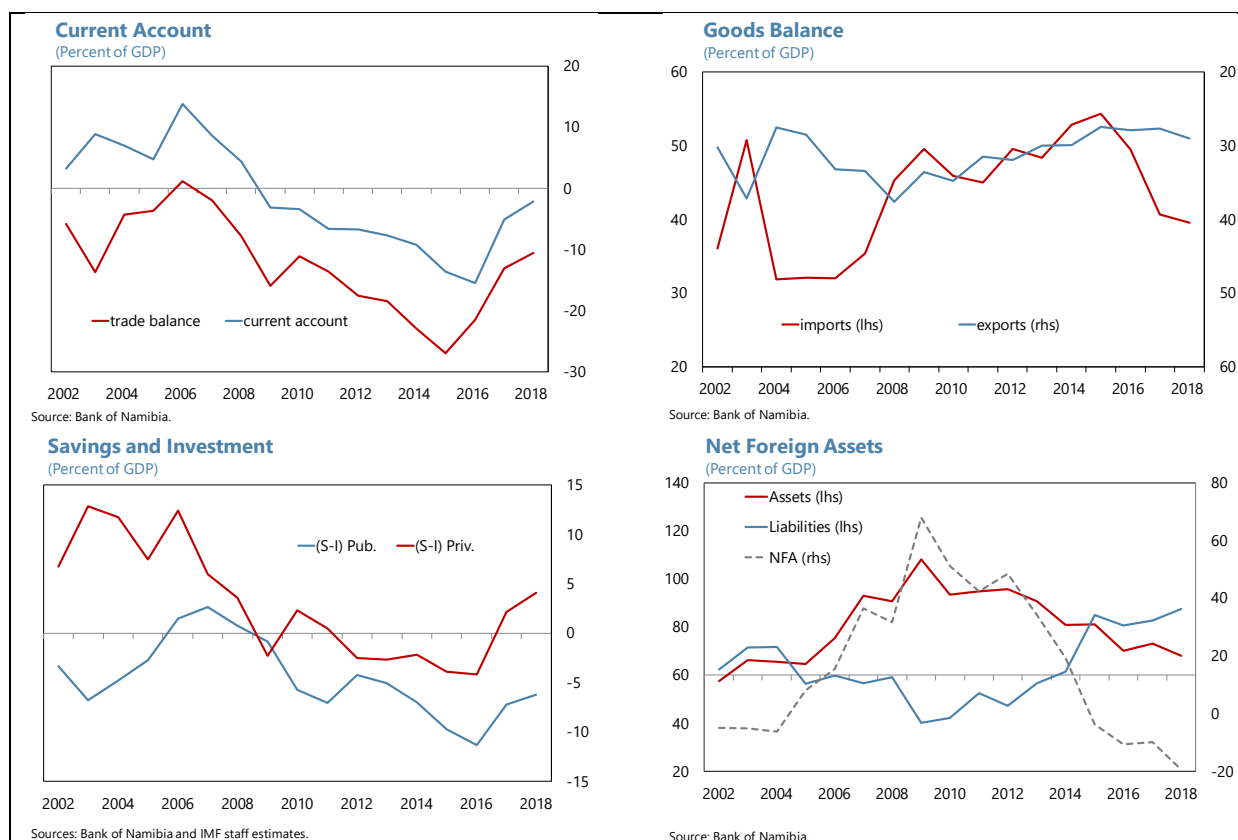 Current Account
(Percent of GDP)
20
10
0
-10
-20
-30
trade balance
current account
2002 2004 2006 2008 2010 2012 2014 2016 2018
Source: Bank of Namibia.
Goods Balance
(Percent of GDP)
60
50
40
30
20
20
30
40
50
60
imports (lhs)
exports (rhs)
2002 2004 2006 2008 2010 2012 2014 2016 2018
Source: Bank of Namibia.
Savings and Investment
(Percent of GDP)
15
10
5
0
-5
-10
-15
(S-I) Pub.
(S-I) Priv.
2002 2004 2006 2008 2010 2012 2014 2016 2018
Sources: Bank of Namibia and IMF staff estimates.
Net Foreign Assets
(Percent of GDP)
140
120
100
80
60
40
20
80
60
40
20
0
-20
Assets (lhs)
Liabilities (lhs)
NFA (rhs)
2002 2004 2006 2008 2010 2012 2014 2016 2018
Source: Bank of Namibia.